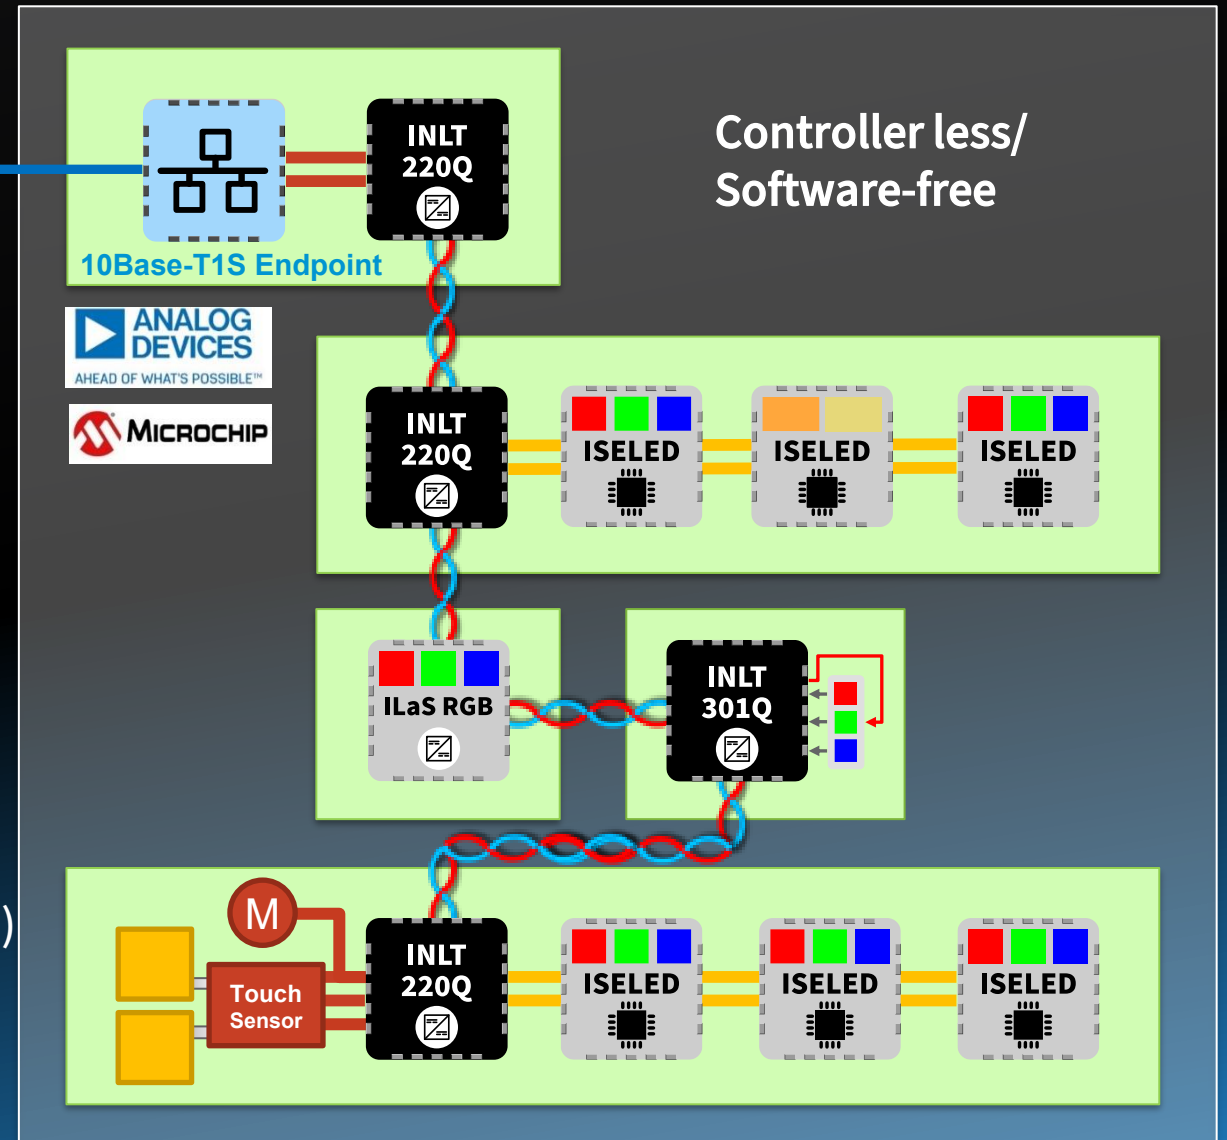 Controller less/
Software-free
INLT
220Q
10Base-T1S Endpoint
ANALOG
DEVICES
AHEAD OF WHAT'S POSSIBLE™
MICROCHIP
INLT
220Q
ISELED
ISELED
ISELED
ILaS RGB
INLT
301Q
)
M
Touch
Sensor
INLT
220Q
ISELED
ISELED
ISELED